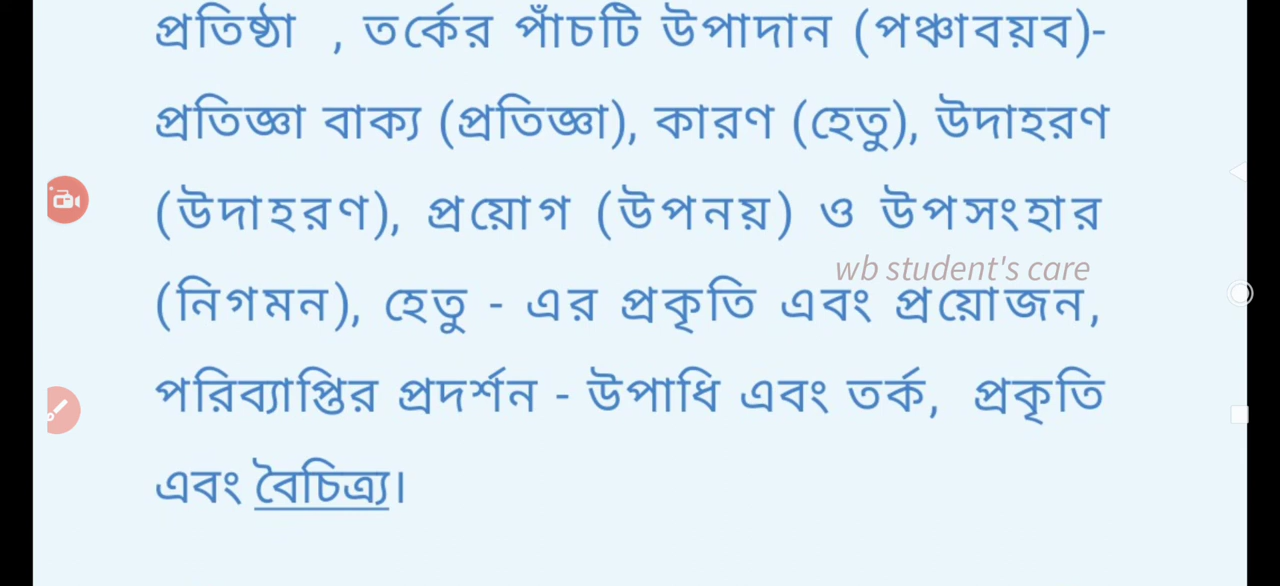 প্রতিষ্ঠা , তর্কের পাঁচটি উপাদান (পঞ্চাবয়ব)-
প্রতিজ্ঞা বাক্য (প্রতিজ্ঞা), কারণ (হেতু), উদাহরণ
(উদাহরণ), প্রয়োগ (উপনয়) ও উপসংহার
wb student's care
(নিগমন), হেতু - এর প্রকৃতি এবং প্রয়োজন,
পরিব্যাপ্তির প্রদর্শন - উপাধি এবং তর্ক, প্রকৃতি
এবং বৈচিত্র্য।